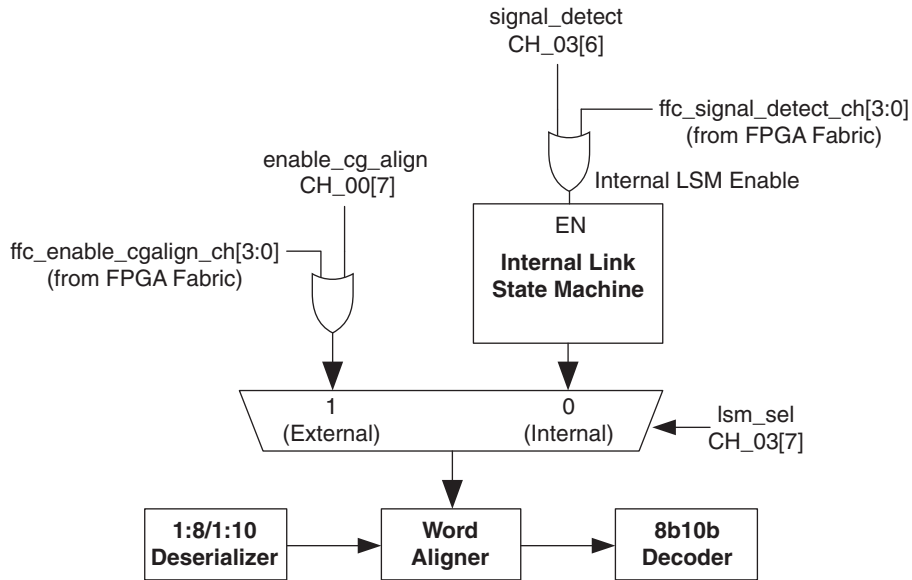 signal_detect
CH_03[6]
ffc_signal_detect_ch[3:0]
(from FPGA Fabric)
enable_cg_align
CH_00[7]
Internal LSM Enable
ffc_enable_cgalign_ch[3:0]
(from FPGA Fabric)
EN
Internal Link
State Machine
1
(External)
0
(Internal)
lsm_sel
CH_03[7]
1:8/1:10
Deserializer
Word
Aligner
8b10b
Decoder